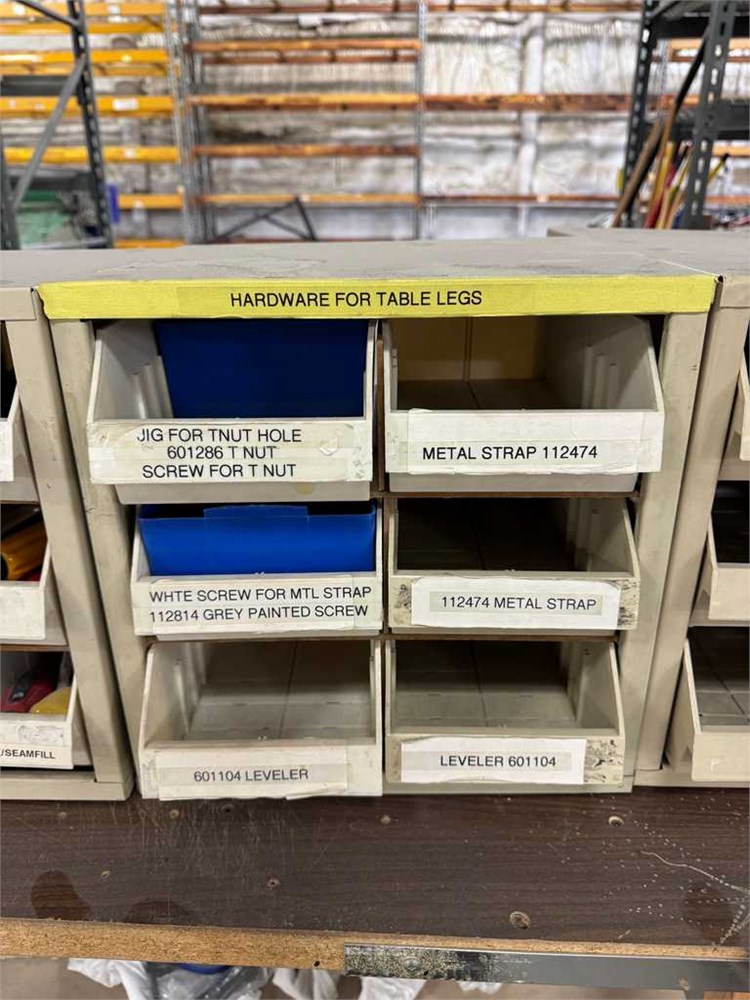 HARDWARE FOR TABLE LEGS
JIG FOR TNUT HOLE
601286 T NUT
SCREW FOR T NUT
METAL STRAP 112474
WHTE SCREW FOR MTL STRAP
112814 GREY PAINTED SCREW
112474 METAL STRAP
/SEAMFILL
601104 LEVELER
LEVELER 601104